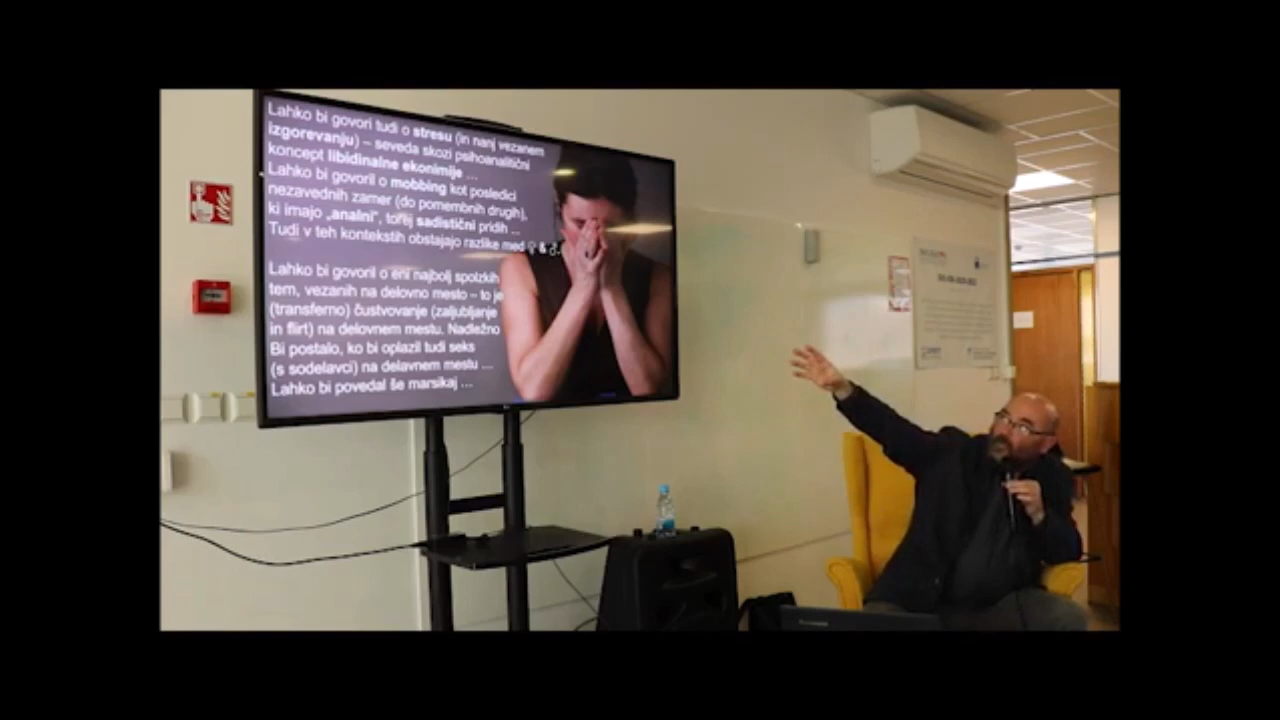 Lahko bi govori tudi o stresu (in nanj vezanem
izgorevanju) – seveda skozi psihoanalitični
koncept libidinalne ekonimije ...
Lahko bi govoril o mobbing kot posledici
nezavednih zamer (do pomembnih drugih),
ki imajo „analni“, torej sadistični pridih ...
Tudi v teh kontekstih obstajajo razlike med ♀ & ♂.
Lahko bi govoril o eni najbolj spolzkih
tem, vezanih na delovno mesto – to je
(transferno) čustvovanje (zaljubljanje
in flirt) na delovnem mestu. Nadležno
Bi postalo, ko bi oplazil tudi seks
(s sodelavci) na delavnem mestu ...
Lahko bi povedal še marsikaj ...